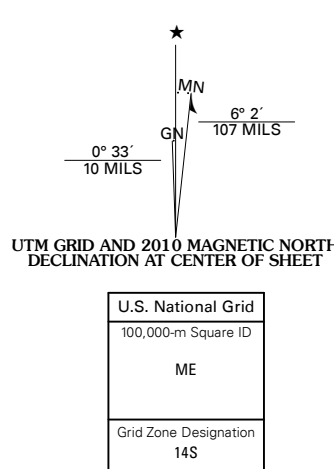 ★
MN
GN
6° 2´
107 MILS
0° 33´
10 MILS
UTM GRID AND 2010 MAGNETIC NORTH
DECLINATION AT CENTER OF SHEET
U.S. National Grid
100,000-m Square ID
ME
Grid Zone Designation
14S